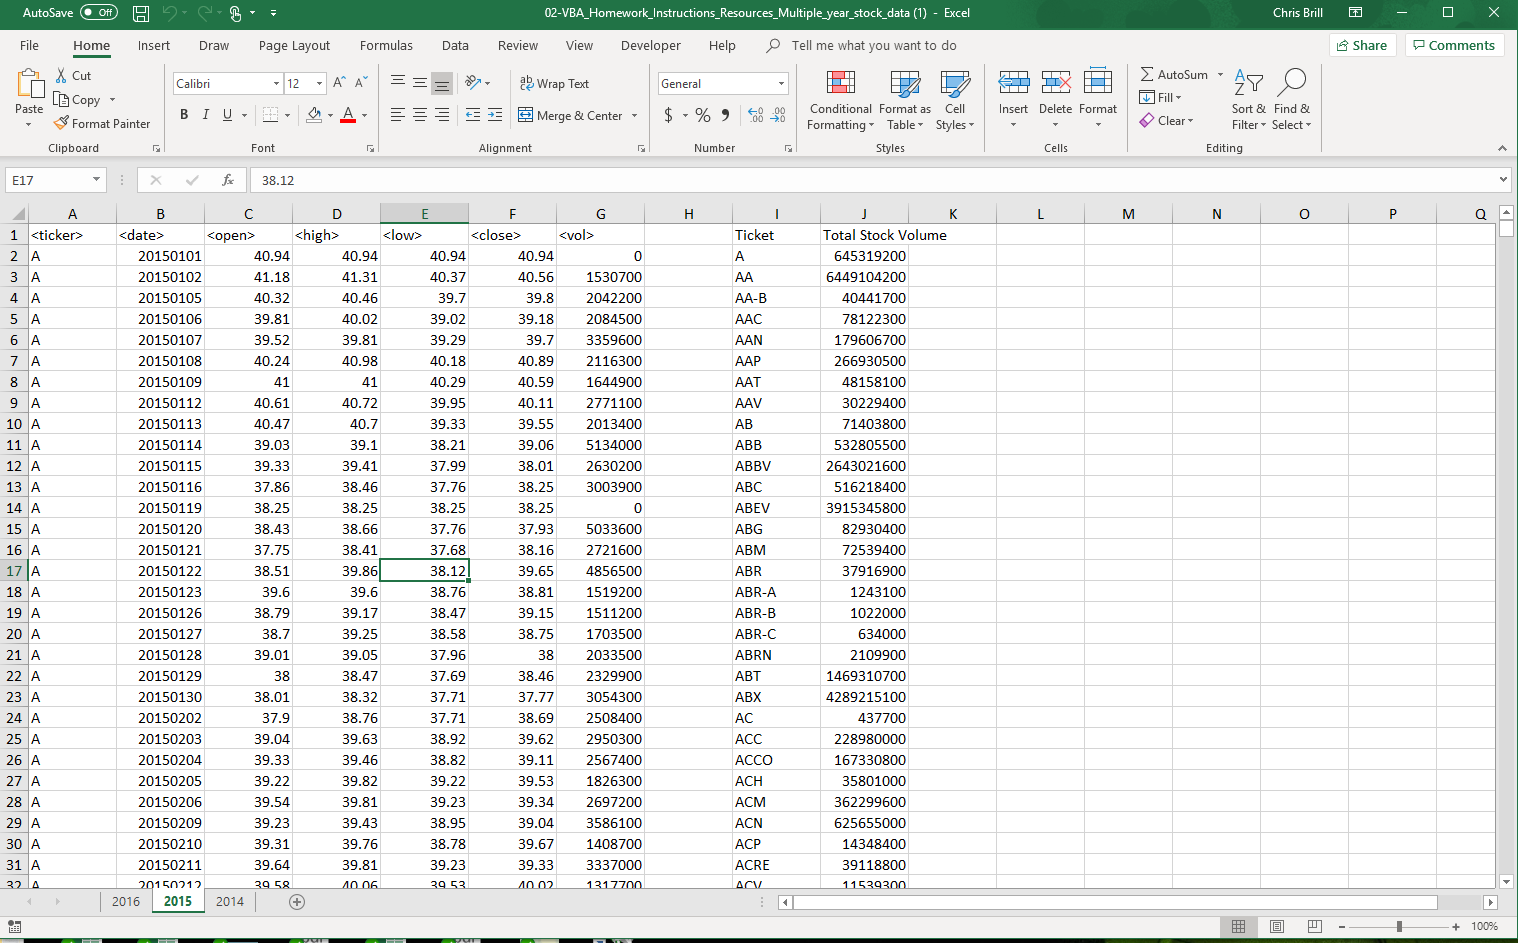 AutoSave Off 02-VBA_Homework_Instructions_Resources_Multiple_year_stock_data (1) - Excel Chris Brill
File Home Insert Draw Page Layout Formulas Data Review View Developer Help Tell me what you want to do Share Comments
Paste Cut Copy Format Painter Clipboard
Calibri 12 B I U A Font
Wrap Text Merge & Center Alignment
General $ % Number
Conditional Formatting Format as Table Cell Styles Styles
Insert Delete Format Cells
AutoSum Fill Clear Sort & Filter Find & Select Editing
E17 fx 38.12
A B C D E F G H I J K L M N O P Q
1 <ticker> <date> <open> <high> <low> <close> <vol> Ticket Total Stock Volume
2 A 20150101 40.94 40.94 40.94 40.94 0 A 645319200
3 A 20150102 41.18 41.31 40.37 40.56 1530700 AA 6449104200
4 A 20150105 40.32 40.46 39.7 39.8 2042200 AA-B 40441700
5 A 20150106 39.81 40.02 39.02 39.18 2084500 AAC 78122300
6 A 20150107 39.52 39.81 39.29 39.7 3359600 AAN 179606700
7 A 20150108 40.24 40.98 40.18 40.89 2116300 AAP 266930500
8 A 20150109 41 41 40.29 40.59 1644900 AAT 48158100
9 A 20150112 40.61 40.72 39.95 40.11 2771100 AAV 30229400
10 A 20150113 40.47 40.7 39.33 39.55 2013400 AB 71403800
11 A 20150114 39.03 39.1 38.21 39.06 5134000 ABB 532805500
12 A 20150115 39.33 39.41 37.99 38.01 2630200 ABBV 2643021600
13 A 20150116 37.86 38.46 37.76 38.25 3003900 ABC 516218400
14 A 20150119 38.25 38.25 38.25 38.25 0 ABEV 3915345800
15 A 20150120 38.43 38.66 37.76 37.93 5033600 ABG 82930400
16 A 20150121 37.75 38.41 37.68 38.16 2721600 ABM 72539400
17 A 20150122 38.51 39.86 38.12 39.65 4856500 ABR 37916900
18 A 20150123 39.6 39.6 38.76 38.81 1519200 ABR-A 1243100
19 A 20150126 38.79 39.17 38.47 39.15 1511200 ABR-B 1022000
20 A 20150127 38.7 39.25 38.58 38.75 1703500 ABR-C 634000
21 A 20150128 39.01 39.05 37.96 38 2033500 ABRN 2109900
22 A 20150129 38 38.47 37.69 38.46 2329900 ABT 1469310700
23 A 20150130 38.01 38.32 37.71 37.77 3054300 ABX 4289215100
24 A 20150202 37.9 38.76 37.71 38.69 2508400 AC 437700
25 A 20150203 39.04 39.63 38.92 39.62 2950300 ACC 228980000
26 A 20150204 39.33 39.46 38.82 39.11 2567400 ACCO 167330800
27 A 20150205 39.22 39.82 39.22 39.53 1826300 ACH 35801000
28 A 20150206 39.54 39.81 39.23 39.34 2697200 ACM 362299600
29 A 20150209 39.23 39.43 38.95 39.04 3586100 ACN 625655000
30 A 20150210 39.31 39.76 38.78 39.67 1408700 ACP 14348400
31 A 20150211 39.64 39.81 39.23 39.33 3337000 ACRE 39118800
32 A 20150212 39.58 40.06 39.53 40.02 1317700 ACV 11539300
2016 2015 2014
100%